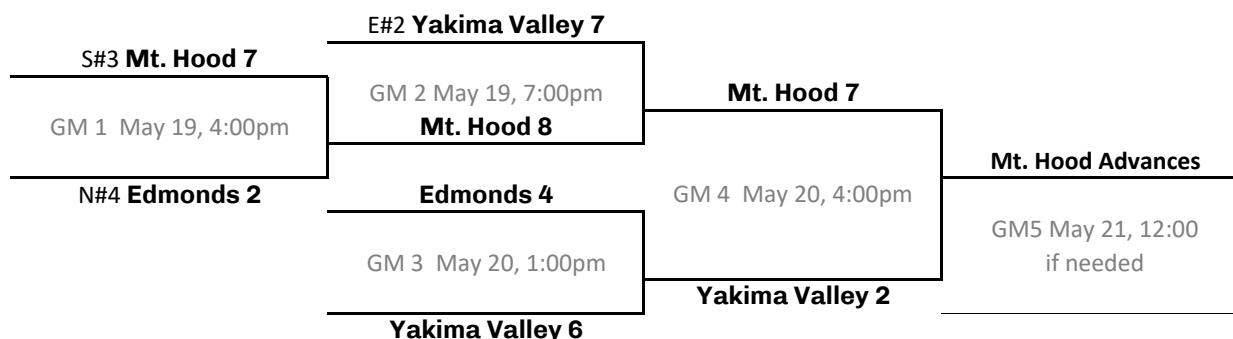 E#2 Yakima Valley 7
S#3 Mt. Hood 7
GM 2 May 19, 7:00pm
Mt. Hood 7
GM 1 May 19, 4:00pm
Mt. Hood 8
Mt. Hood Advances
N#4 Edmonds 2
Edmonds 4
GM 4 May 20, 4:00pm
GM5 May 21, 12:00
if needed
GM 3 May 20, 1:00pm
Yakima Valley 2
Yakima Valley 6